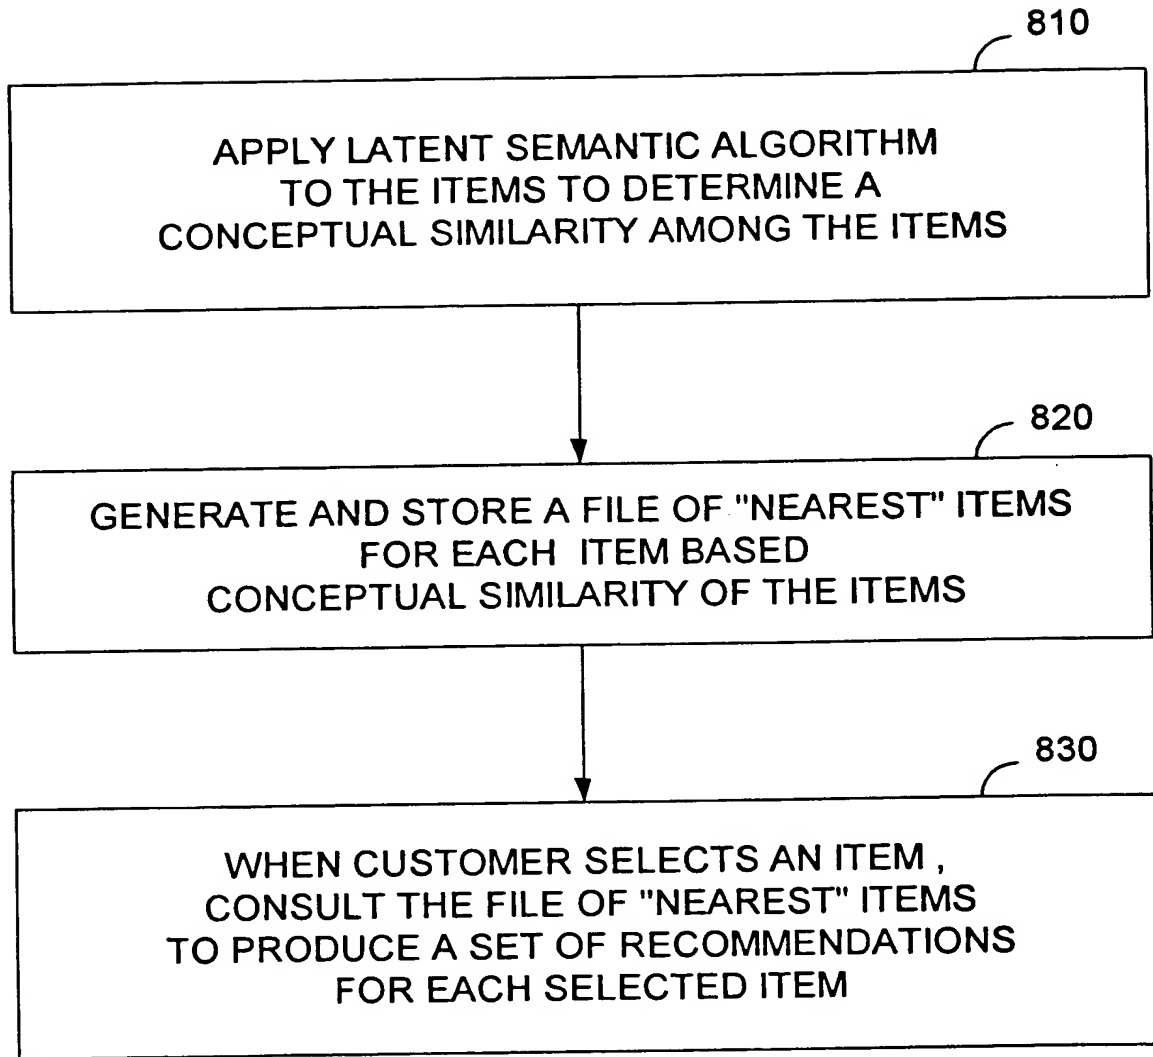 810
APPLY LATENT SEMANTIC ALGORITHM
TO THE ITEMS TO DETERMINE A
CONCEPTUAL SIMILARITY AMONG THE ITEMS
820
GENERATE AND STORE A FILE OF "NEAREST" ITEMS
FOR EACH ITEM BASED
CONCEPTUAL SIMILARITY OF THE ITEMS
830
WHEN CUSTOMER SELECTS AN ITEM ,
CONSULT THE FILE OF "NEAREST" ITEMS
TO PRODUCE A SET OF RECOMMENDATIONS
FOR EACH SELECTED ITEM